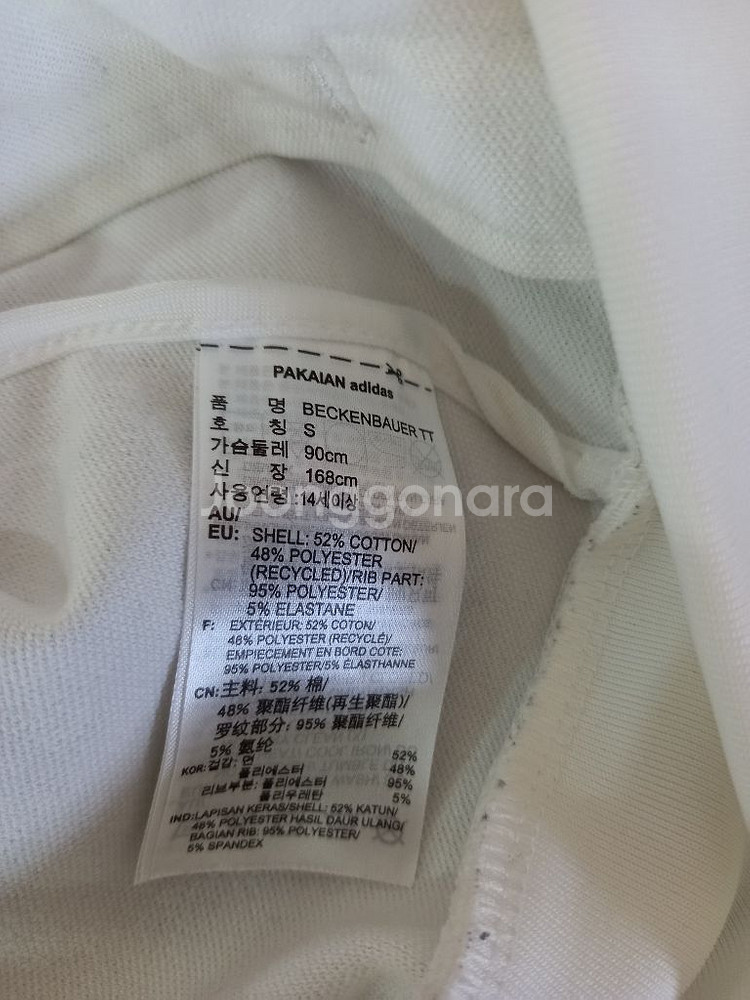 PAKAIAN adidas
품 명 BECKENBAUER TT
호 칭 S
가슴둘레 90cm
신 장 168cm
사용연령 :14세이상
Joonggonara
AU/
EU: SHELL: 52% COTTON/
48% POLYESTER
(RECYCLED)/RIB PART:
95% POLYESTER/
5% ELASTANE
F: EXTÉRIEUR: 52% COTON/
48% POLYESTER (RECYCLÉ)/
EMPIECEMENT EN BORD COTE:
95% POLYESTER/5% ÉLASTHANNE
CN: 主料: 52% 棉/
48% 聚酯纤维(再生聚酯)/
罗纹部分: 95% 聚酯纤维/
5% 氨纶
KOR: 겉감: 면 52%
폴리에스터 48%
리브부분: 폴리에스터 95%
폴리우레탄 5%
IND: LAPISAN KERAS/SHELL: 52% KATUN/
48% POLYESTER HASIL DAUR ULANG/
BAGIAN RIB: 95% POLYESTER/
5% SPANDEX